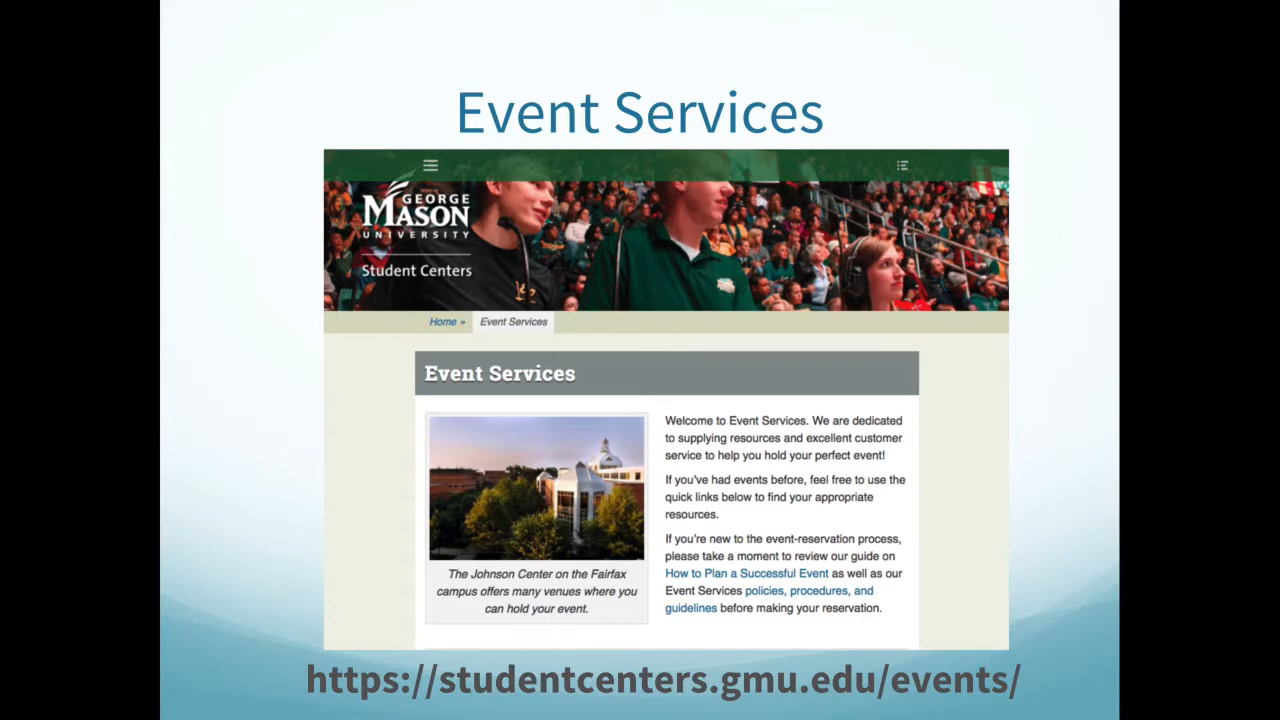 Event Services
GEORGE
MASON
UNIVERSITY
Student Centers
Home »
Event Services
Event Services
Welcome to Event Services. We are dedicated
to supplying resources and excellent customer
service to help you hold your perfect event!
If you've had events before, feel free to use the
quick links below to find your appropriate
resources.
If you're new to the event-reservation process,
please take a moment to review our guide on
How to Plan a Successful Event as well as our
Event Services policies, procedures, and
guidelines before making your reservation.
The Johnson Center on the Fairfax
campus offers many venues where you
can hold your event.
https://studentcenters.gmu.edu/events/